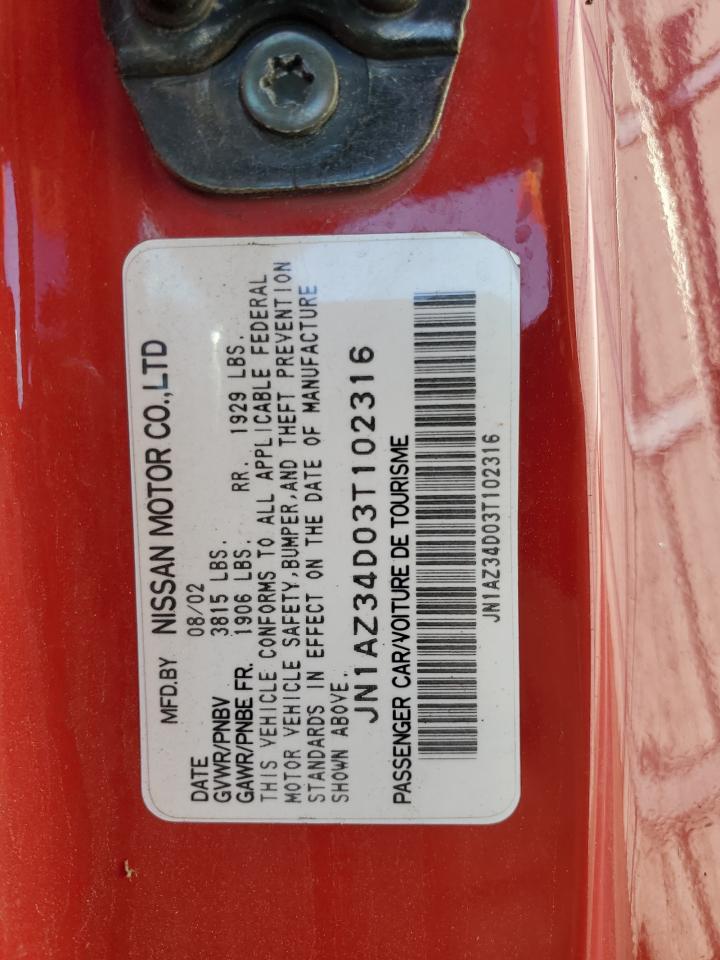 MFD.BY NISSAN MOTOR CO.,LTD
DATE 08/02
GVWR/PNBV 3815 LBS.
GAWR/PNBE FR. 1906 LBS. RR. 1929 LBS.
THIS VEHICLE CONFORMS TO ALL APPLICABLE FEDERAL
MOTOR VEHICLE SAFETY,BUMPER,AND THEFT PREVENTION
STANDARDS IN EFFECT ON THE DATE OF MANUFACTURE
SHOWN ABOVE.
JN1AZ34D03T102316
PASSENGER CAR/VOITURE DE TOURISME
JN1AZ34D03T102316